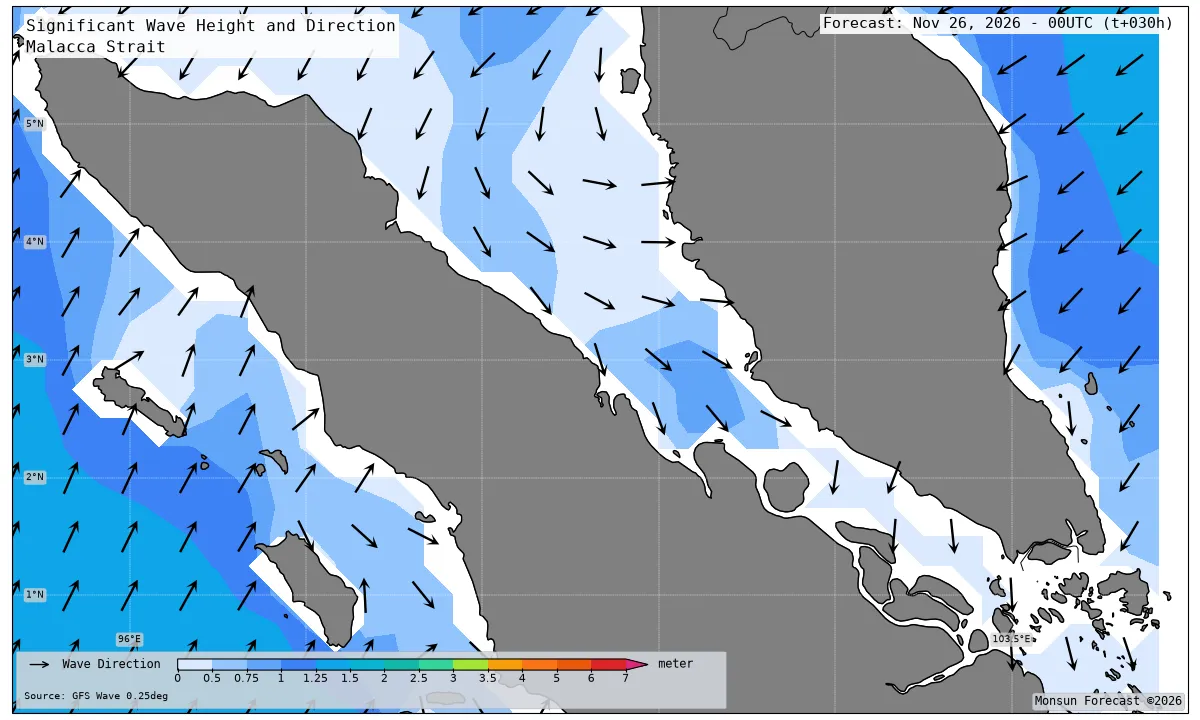 Significant Wave Height and Direction
Malacca Strait
Forecast: Nov 26, 2026 - 00UTC (t+030h)
5°N
4°N
3°N
2°N
1°N
96°E
103.5°E
Wave Direction
meter
0 0.5 0.75 1 1.25 1.5 2 2.5 3 3.5 4 5 6 7
Source: GFS Wave 0.25deg
Monsun Forecast ©2026